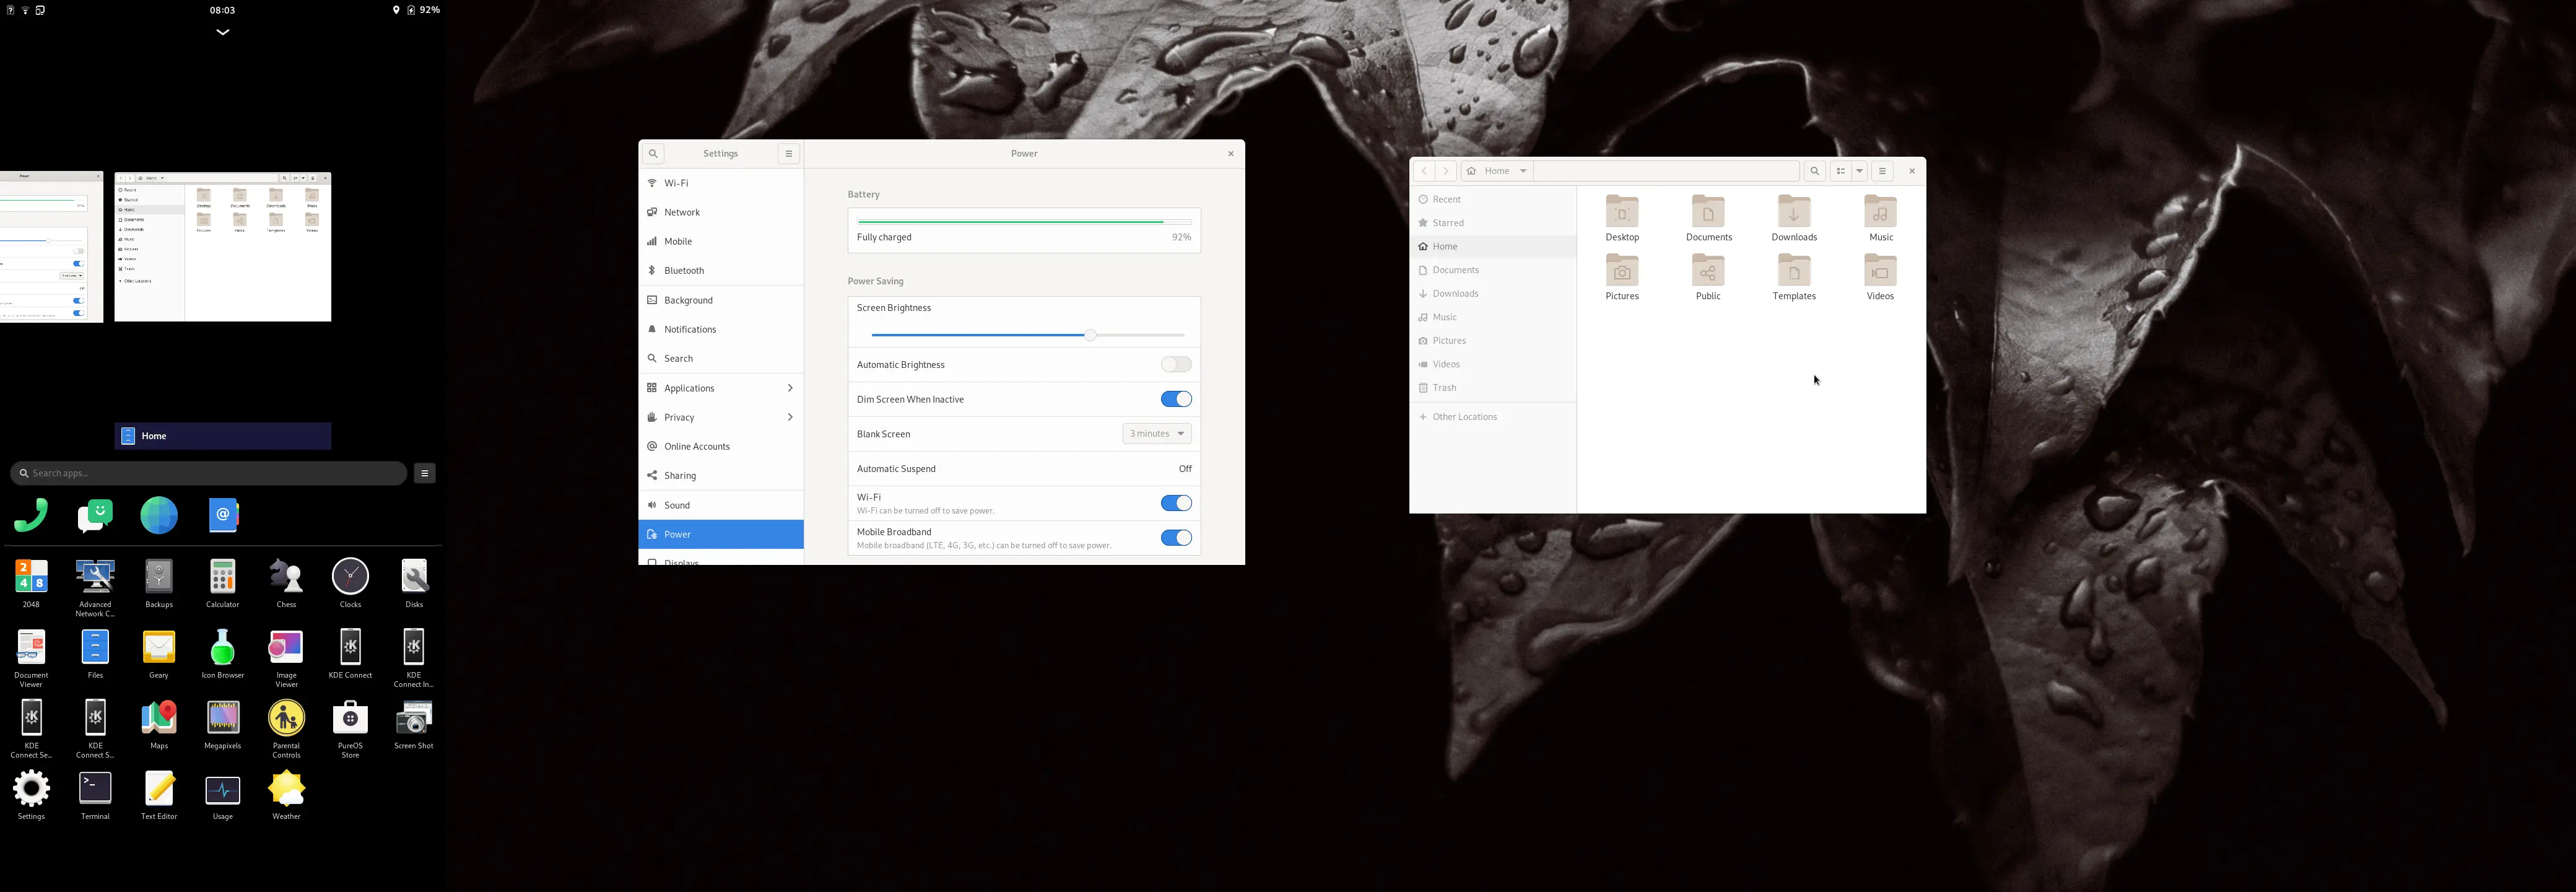 08:03
92%
Home
Search apps...
2048
Advanced
Network C...
Backups
Calculator
Chess
Clocks
Disks
Document
Viewer
Files
Geary
Icon Browser
Image
Viewer
KDE Connect
KDE
Connect In...
KDE
Connect Se...
KDE
Connect S...
Maps
Megapixels
Parental
Controls
PureOS
Store
Screen Shot
Settings
Terminal
Text Editor
Usage
Weather
Settings
Wi-Fi
Network
Mobile
Bluetooth
Background
Notifications
Search
Applications
Privacy
Online Accounts
Sharing
Sound
Power
Displays
Power
Battery
Fully charged 92%
Power Saving
Screen Brightness
Automatic Brightness
Dim Screen When Inactive
Blank Screen 3 minutes
Automatic Suspend Off
Wi-Fi
Wi-Fi can be turned off to save power.
Mobile Broadband
Mobile broadband (LTE, 4G, 3G, etc.) can be turned off to save power.
Home
Recent
Starred
Home
Documents
Downloads
Music
Pictures
Videos
Trash
Other Locations
Desktop
Documents
Downloads
Music
Pictures
Public
Templates
Videos